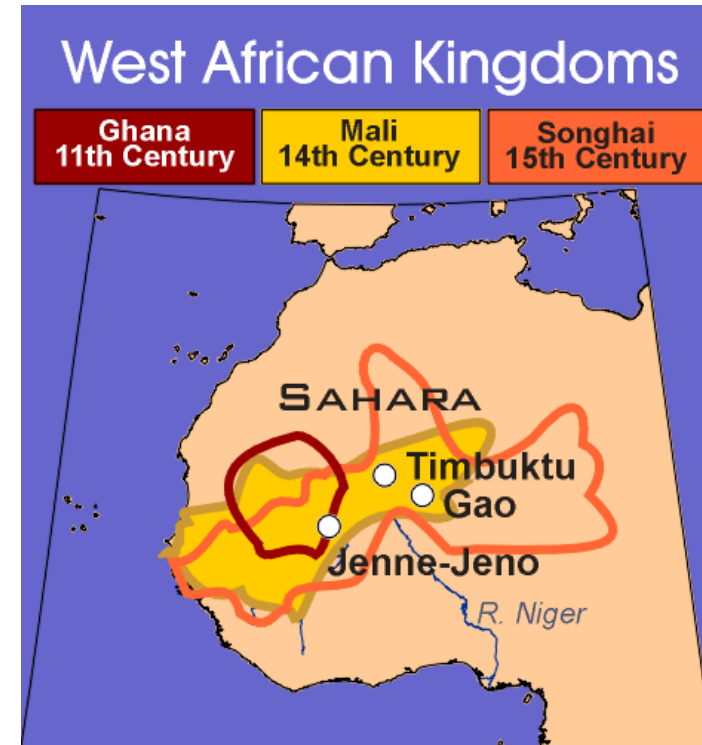 West African Kingdoms
Ghana
11th Century
Mali
14th Century
Songhai
15th Century
SAHARA
Timbuktu
Gao
Jenne-Jeno
R. Niger